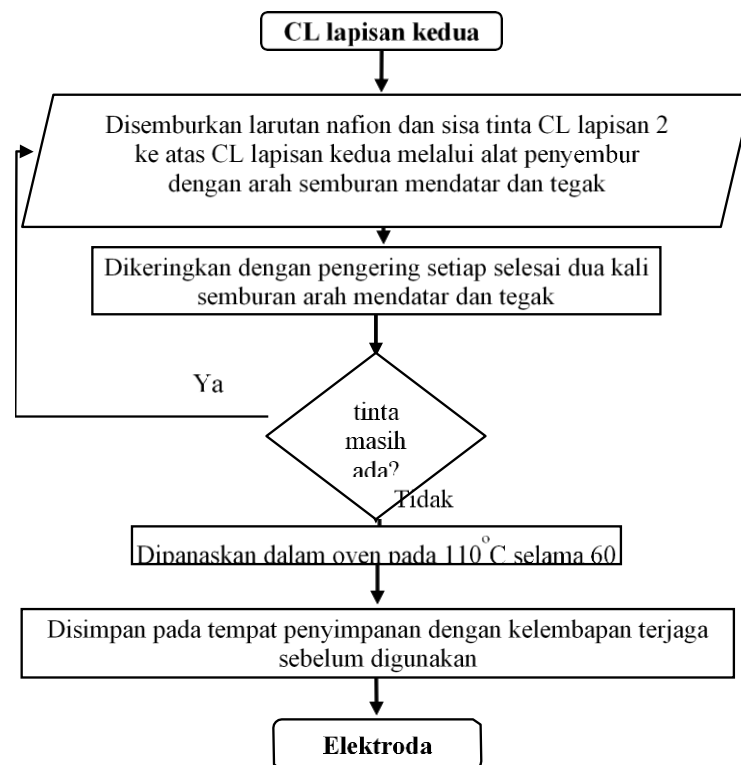 CL lapisan kedua
Disemburkan larutan nafion dan sisa tinta CL lapisan 2
ke atas CL lapisan kedua melalui alat penyembur
dengan arah semburan mendatar dan tegak
Dikeringkan dengan pengering setiap selesai dua kali
semburan arah mendatar dan tegak
Ya
tinta
masih
ada?
Tidak
Dipanaskan dalam oven pada 110°C selama 60
Disimpan pada tempat penyimpanan dengan kelembapan terjaga
sebelum digunakan
Elektroda